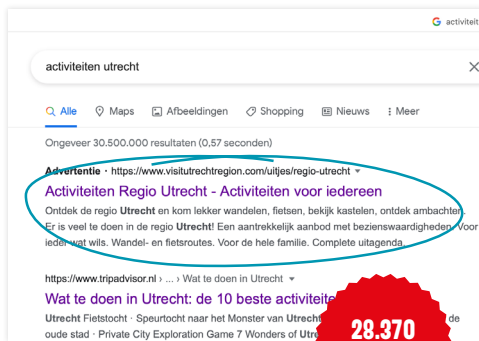 activiteit
activiteiten utrecht
Alle Maps Afbeeldingen Shopping Nieuws Meer
Ongeveer 30.500.000 resultaten (0,57 seconden)
Advertentie · https://www.visitutrechtregion.com/uitjes/regio-utrecht
Activiteiten Regio Utrecht - Activiteiten voor iedereen
Ontdek de regio Utrecht en kom lekker wandelen, fietsen, bekijk kastelen, ontdek ambachten.
Er is veel te doen in de regio Utrecht! Een aantrekkelijk aanbod met bezienswaardigheden. Voor
ieder wat wils. Wandel- en fietsroutes. Voor de hele familie. Complete uitagenda.
https://www.tripadvisor.nl › ... › Wat te doen in Utrecht
Wat te doen in Utrecht: de 10 beste activite
Utrecht Fietstocht · Speurtocht naar het Monster van Utrech de
oude stad · Private City Exploration Game 7 Wonders of Utre
28.370